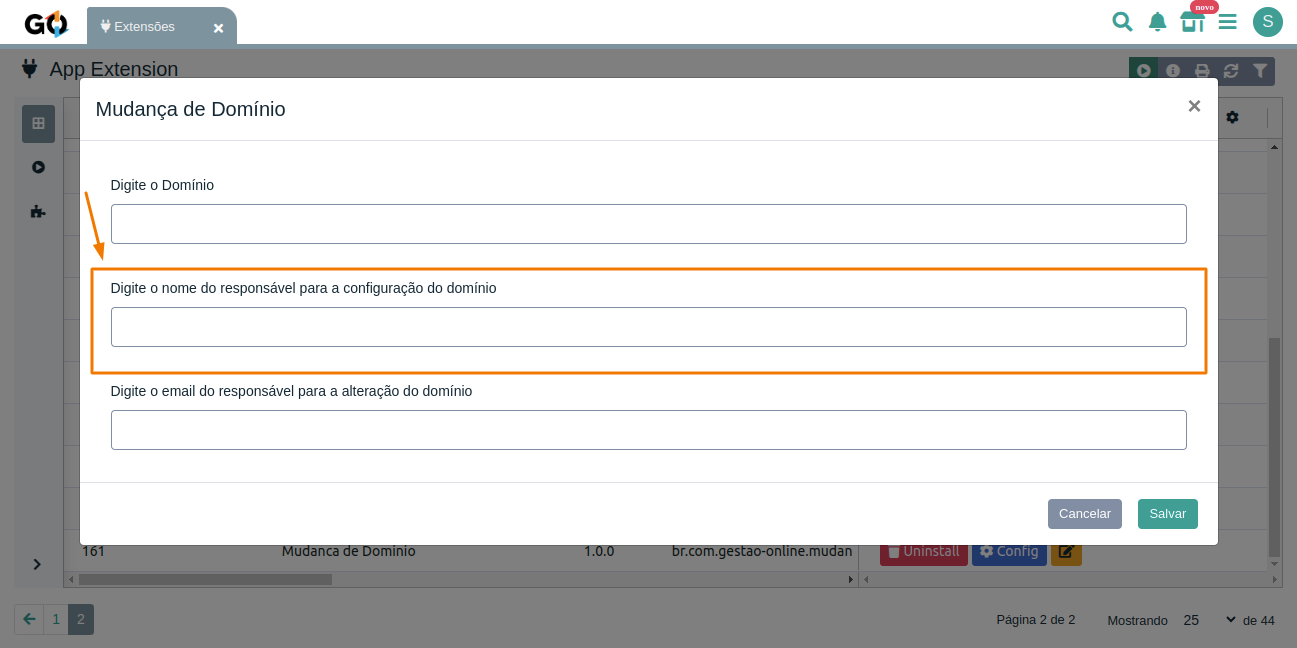 GO
Extensões
novo
S
App Extension
Mudança de Domínio
Digite o Domínio
Digite o nome do responsável para a configuração do domínio
Digite o email do responsável para a alteração do domínio
Cancelar
Salvar
161 Mudanca de Dominio 1.0.0 br.com.gestao-online.mudan Uninstall Config
1 2
Página 2 de 2 Mostrando 25 de 44